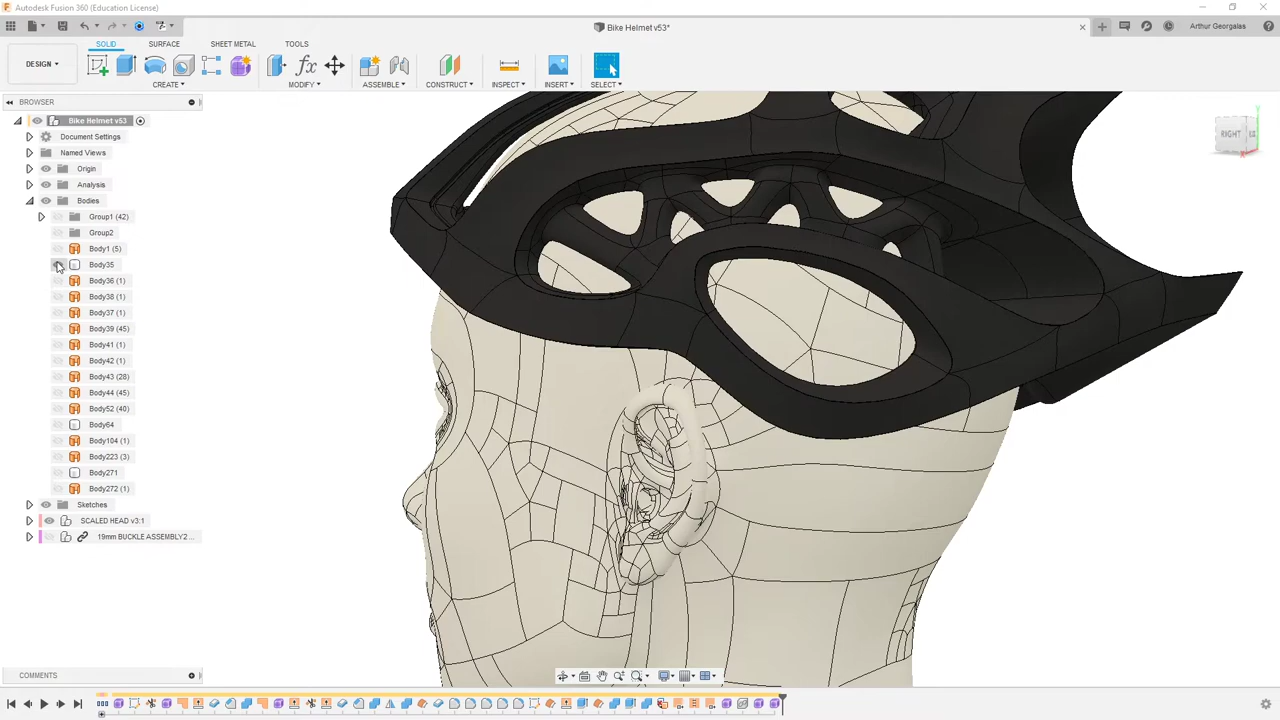 Autodesk Fusion 360 (Education License)
Bike Helmet v53*
Arthur Georgalas
DESIGN
SOLID
SURFACE
SHEET METAL
TOOLS
CREATE
MODIFY
ASSEMBLE
CONSTRUCT
INSPECT
INSERT
SELECT
BROWSER
Bike Helmet v53
Document Settings
Named Views
Origin
Analysis
Bodies
Group1 (42)
Group2
Body1 (5)
Body35
Body36 (1)
Body38 (1)
Body37 (1)
Body39 (45)
Body41 (1)
Body42 (1)
Body43 (28)
Body44 (45)
Body52 (40)
Body64
Body104 (1)
Body223 (3)
Body271
Body272 (1)
Sketches
SCALED HEAD v3:1
19mm BUCKLE ASSEMBLY2...
RIGHT
COMMENTS